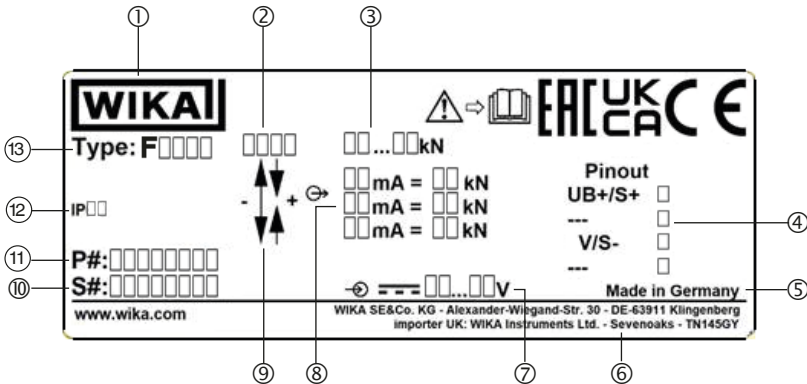 ① ② ③
WIKA
EAC UK CA CE
⑬ Type: F□□□□ □□□□ □□...□□kN
□□mA = □□ kN
□□mA = □□ kN
□□mA = □□ kN
- +
Pinout
UB+/S+ □
--- □ ④
V/S- □
--- □
⑫ IP□□
⑪ P#:□□□□□□□□
⑩ S#:□□□□□□□□
□□...□□V
Made in Germany ⑤
www.wika.com
WIKA SE&Co. KG - Alexander-Wiegand-Str. 30 - DE-63911 Klingenberg
importer UK: WIKA Instruments Ltd. - Sevenoaks - TN145GY
⑨ ⑧ ⑦ ⑥